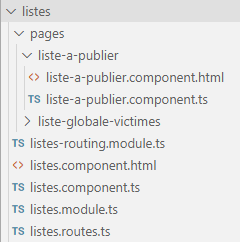 listes
pages
liste-a-publier
<> liste-a-publier.component.html
TS liste-a-publier.component.ts
liste-globale-victimes
TS listes-routing.module.ts
<> listes.component.html
TS listes.component.ts
TS listes.module.ts
TS listes.routes.ts